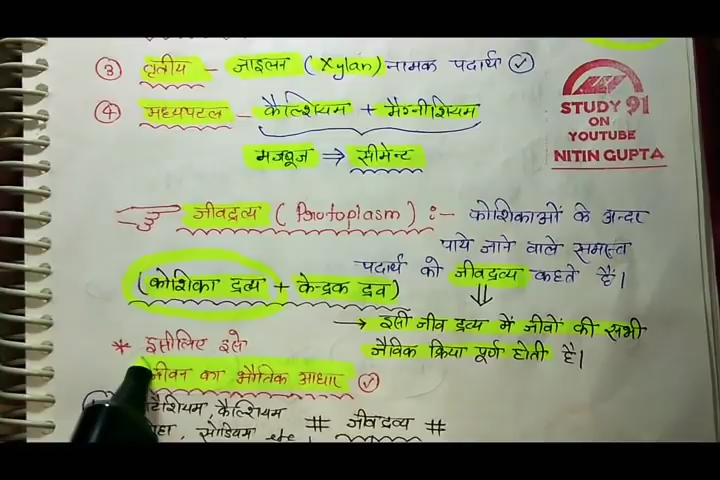 ③ तृतीय – जाइलन (Xylan) नामक पदार्थ
④ मध्यपटल – कैल्शियम + मैग्नीशियम
मजबूज ⇒ सीमेन्ट
STUDY 91
ON
YOUTUBE
NITIN GUPTA
जीवद्रव्य (Protoplasm) :- कोशिकाओं के अन्दर
पाये जाने वाले समस्त
पदार्थ को जीवद्रव्य कहते हैं।
(कोशिका द्रव्य + केन्द्रक द्रव)
→ इसी जीव द्रव्य में जीवों की सभी
जैविक क्रिया पूर्ण होती है।
* इसीलिए इसे
जीवन का भौतिक आधार
कैल्शियम
सोडियम etc # जीवद्रव्य #